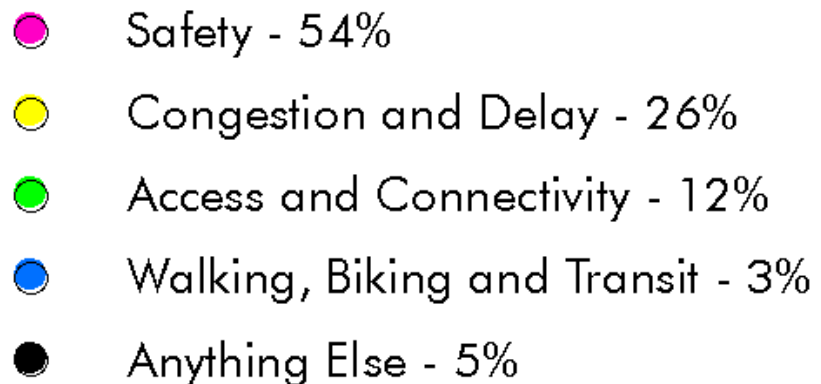 Safety - 54%
Congestion and Delay - 26%
Access and Connectivity - 12%
Walking, Biking and Transit - 3%
Anything Else - 5%